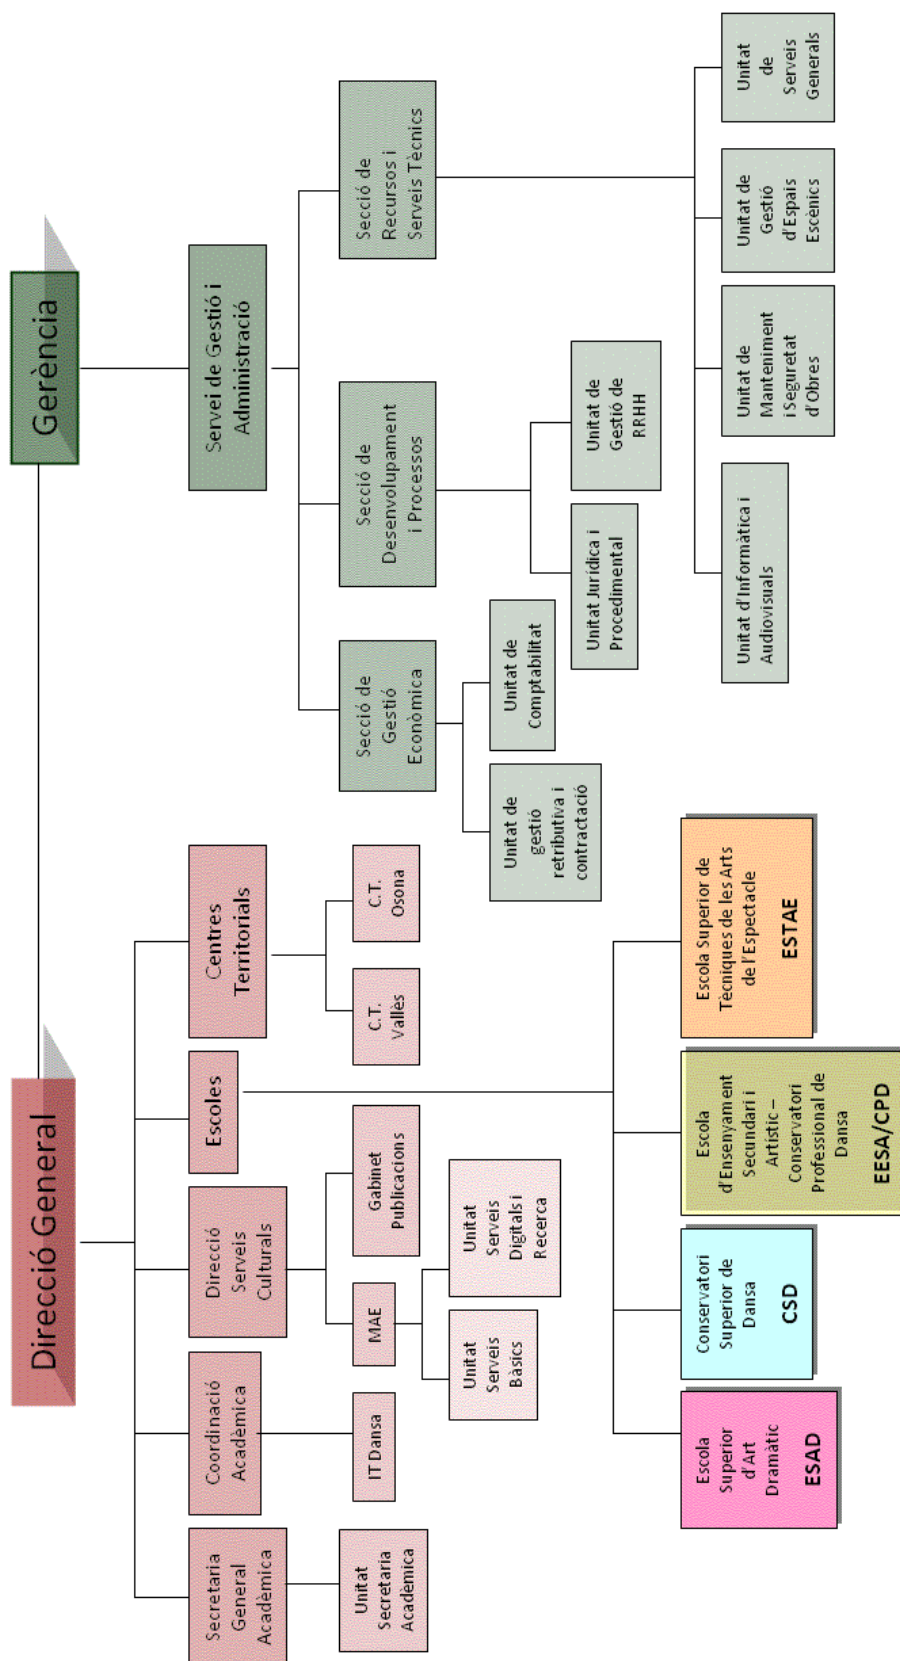 Direcció General
Gerència
Secretaria
General
Acadèmica
Coordinació
Acadèmica
Direcció
Serveis
Culturals
Escoles
Centres
Territorials
Servei de Gestió i
Administració
Unitat
Secretaria
Acadèmica
IT Dansa
MAE
Gabinet
Publicacions
C.T.
Vallès
C.T.
Osona
Secció de
Gestió
Econòmica
Secció de
Desenvolupament
i Processos
Secció de
Recursos i
Serveis Tècnics
Unitat
Serveis
Bàsics
Unitat
Serveis
Digitals i
Recerca
Unitat de
gestió
retributiva i
contractació
Unitat de
Comptabilitat
Unitat Jurídica i
Procedimental
Unitat de
Gestió de
RRHH
Escola
Superior
d'Art
Dramàtic
ESAD
Conservatori
Superior de
Dansa
CSD
Escola
d'Ensenyament
Secundari i
Artístic –
Conservatori
Professional de
Dansa
EESA/CPD
Escola Superior de
Tècniques de les Arts
de l'Espectacle
ESTAE
Unitat d'Informàtica i
Audiovisuals
Unitat de
Manteniment
i Seguretat
d'Obres
Unitat de
Gestió
d'Espais
Escènics
Unitat
de
Serveis
Generals